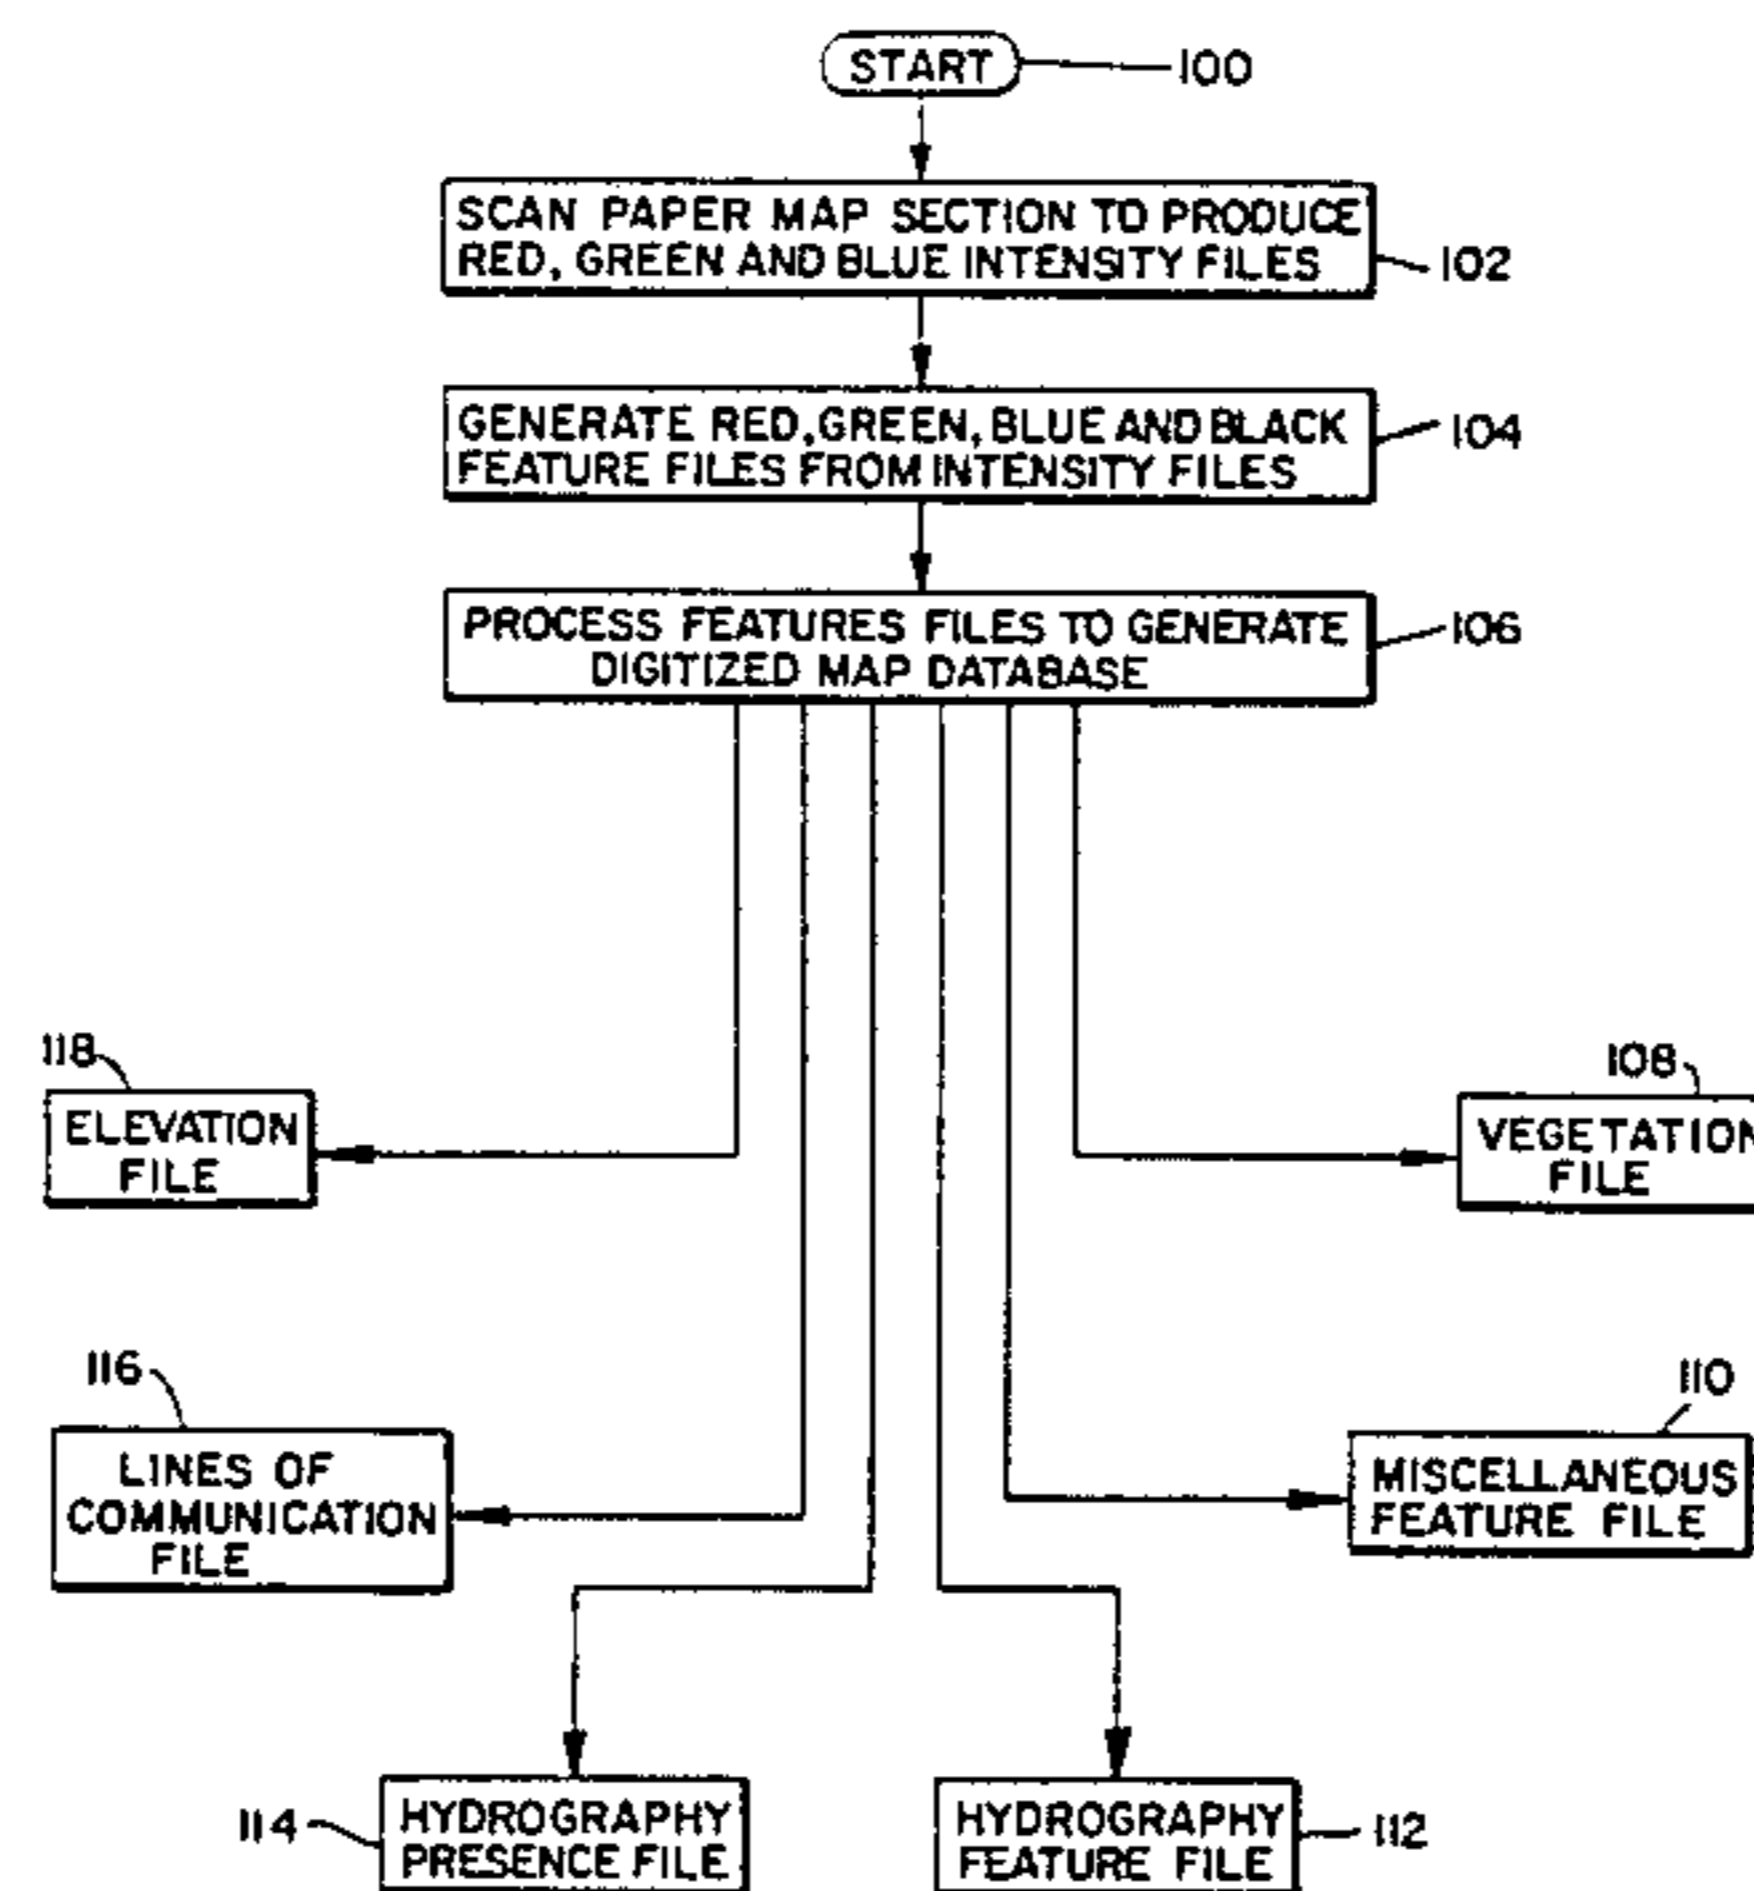 START
100
SCAN PAPER MAP SECTION TO PRODUCE
RED, GREEN AND BLUE INTENSITY FILES
102
GENERATE RED, GREEN, BLUE AND BLACK
FEATURE FILES FROM INTENSITY FILES
104
PROCESS FEATURES FILES TO GENERATE
DIGITIZED MAP DATABASE
106
118
ELEVATION
FILE
108
VEGETATION
FILE
116
LINES OF
COMMUNICATION
FILE
110
MISCELLANEOUS
FEATURE FILE
114
HYDROGRAPHY
PRESENCE FILE
HYDROGRAPHY
FEATURE FILE
112